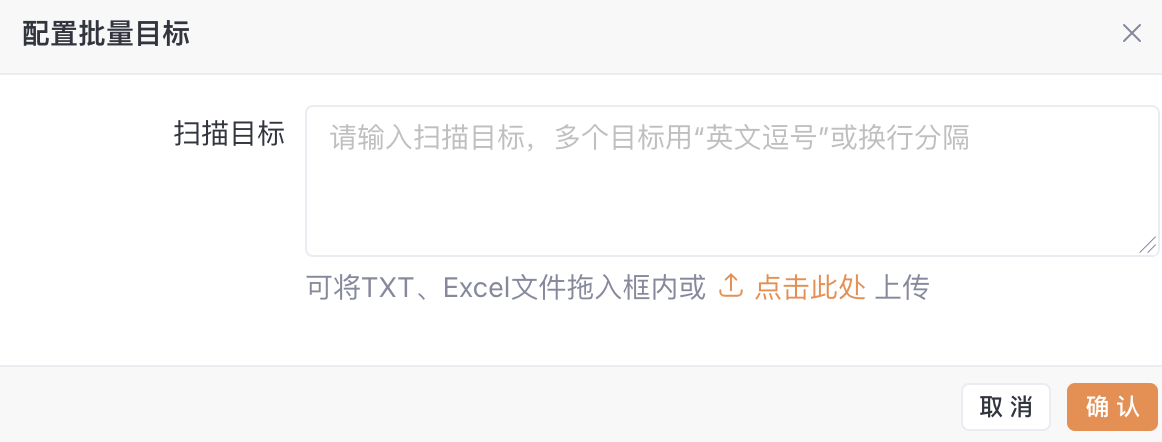 配置批量目标
扫描目标
请输入扫描目标，多个目标用“英文逗号”或换行分隔
可将TXT、Excel文件拖入框内或 点击此处 上传
取 消
确 认